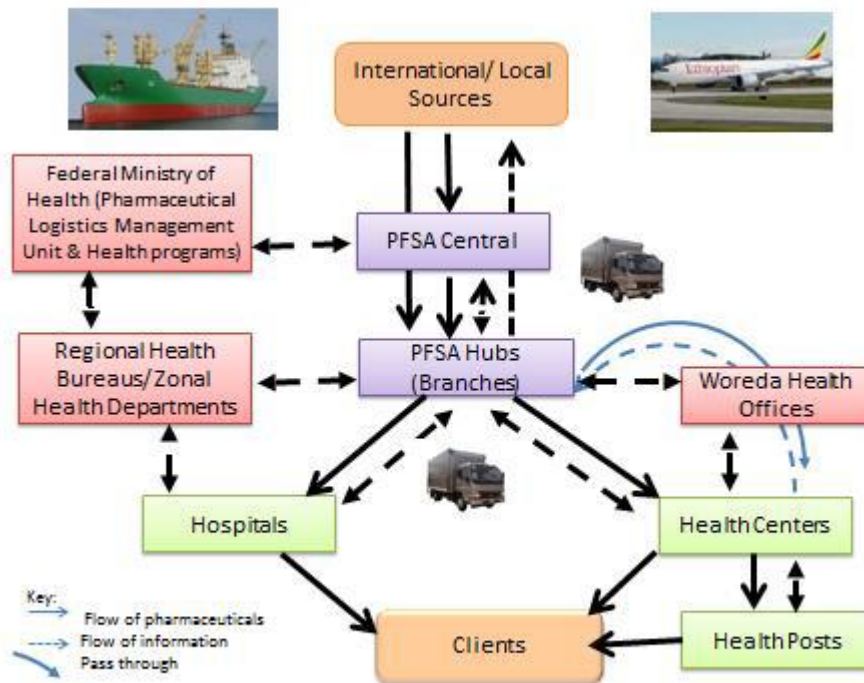 International/ Local
Sources
Ethiopian
Federal Ministry of
Health (Pharmaceutical
Logistics Management
Unit & Health programs)
PFSA Central
Regional Health
Bureaus/ Zonal
Health Departments
PFSA Hubs
(Branches)
Woreda Health
Offices
Hospitals
Health Centers
Key:
Flow of pharmaceuticals
Flow of information
Pass through
Clients
Health Posts